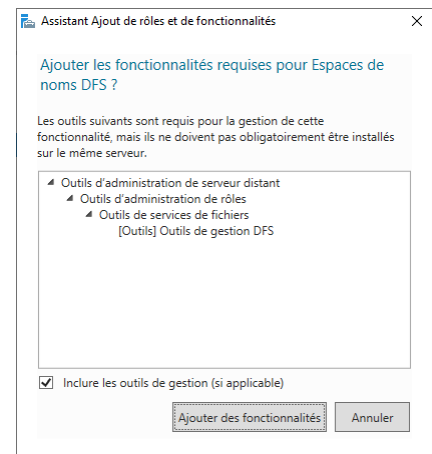 Assistant Ajout de rôles et de fonctionnalités
Ajouter les fonctionnalités requises pour Espaces de
noms DFS ?
Les outils suivants sont requis pour la gestion de cette
fonctionnalité, mais ils ne doivent pas obligatoirement être installés
sur le même serveur.
Outils d'administration de serveur distant
Outils d'administration de rôles
Outils de services de fichiers
[Outils] Outils de gestion DFS
Inclure les outils de gestion (si applicable)
Ajouter des fonctionnalités
Annuler